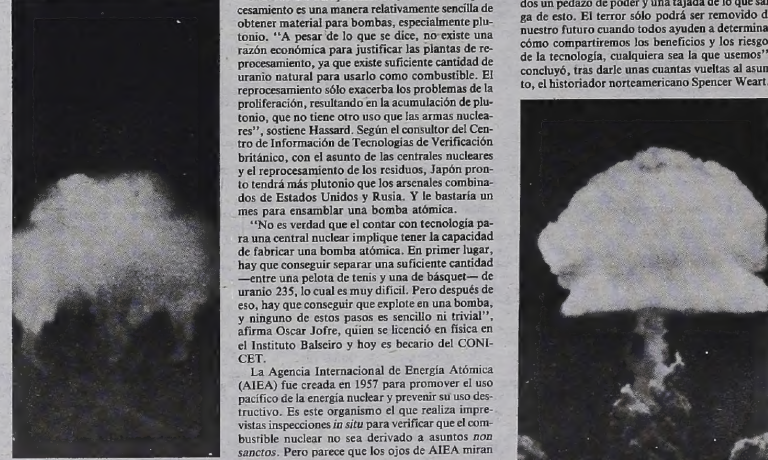 cesamiento es una manera relativamente sencilla de
obtener material para bombas, especialmente plu-
tonio. “A pesar de lo que se dice, no existe una
razón económica para justificar las plantas de re-
procesamiento, ya que existe suficiente cantidad de
uranio natural para usarlo como combustible. El
reprocesamiento sólo exacerba los problemas de la
proliferación, resultando en la acumulación de plu-
tonio, que no tiene otro uso que las armas nuclea-
res”, sostiene Hassard. Según el consultor del Cen-
tro de Información de Tecnologías de Verificación
británico, con el asunto de las centrales nucleares
y el reprocesamiento de los residuos, Japón pron-
to tendrá más plutonio que los arsenales combina-
dos de Estados Unidos y Rusia. Y le bastaría un
mes para ensamblar una bomba atómica.
“No es verdad que el contar con tecnología pa-
ra una central nuclear implique tener la capacidad
de fabricar una bomba atómica. En primer lugar,
hay que conseguir separar una suficiente cantidad
—entre una pelota de tenis y una de básquet— de
uranio 235, lo cual es muy difícil. Pero después de
eso, hay que conseguir que explote en una bomba,
y ninguno de estos pasos es sencillo ni trivial”,
afirma Oscar Jofre, quien se licenció en física en
el Instituto Balseiro y hoy es becario del CONI-
CET.
La Agencia Internacional de Energía Atómica
(AIEA) fue creada en 1957 para promover el uso
pacífico de la energía nuclear y prevenir su uso des-
tructivo. Es este organismo el que realiza impre-
vistas inspecciones in situ para verificar que el com-
bustible nuclear no sea derivado a asuntos non
sanctos. Pero parece que los ojos de AIEA miran
dos un pedazo de poder y una tajada de lo que sal
ga de esto. El terror sólo podrá ser removido d
nuestro futuro cuando todos ayuden a determina
cómo compartiremos los beneficios y los riesgo
de la tecnología, cualquiera sea la que usemos”
concluyó, tras darle unas cuantas vueltas al asun
to, el historiador norteamericano Spencer Weart.